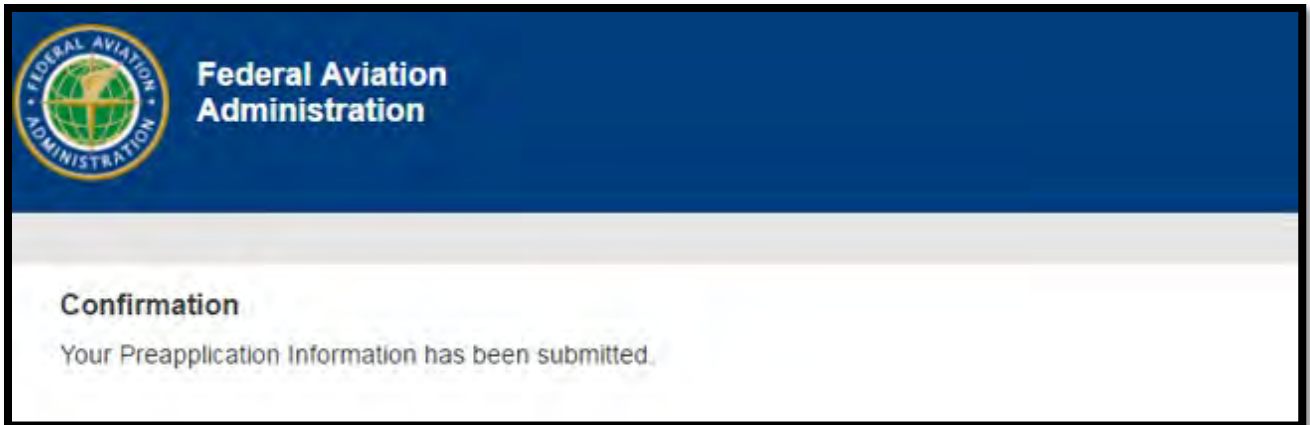 FEDERAL AVIATION
ADMINISTRATION
Federal Aviation
Administration
Confirmation
Your Preapplication Information has been submitted.